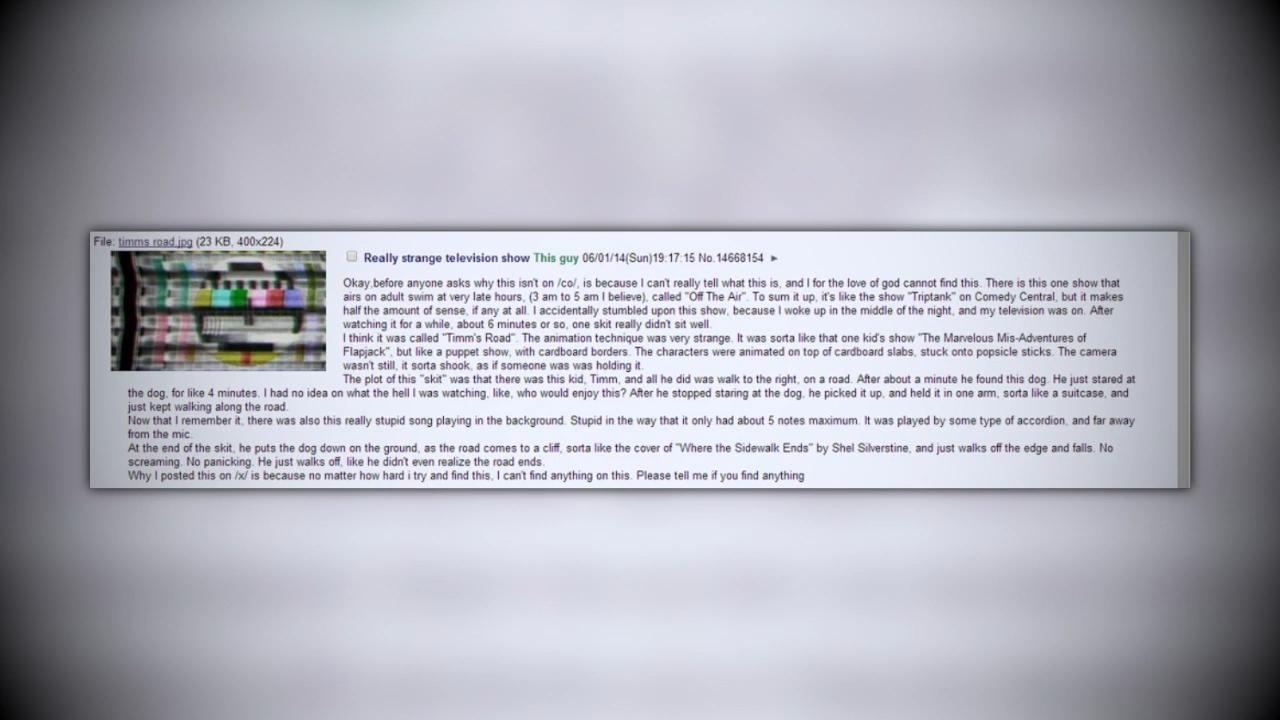 File: timms road.jpg (23 KB, 400x224)
Really strange television show This guy 06/01/14(Sun)19:17:15 No.14668154 ►
Okay,before anyone asks why this isn't on /co/, is because I can't really tell what this is, and I for the love of god cannot find this. There is this one show that
airs on adult swim at very late hours, (3 am to 5 am I believe), called "Off The Air". To sum it up, it's like the show "Triptank" on Comedy Central, but it makes
half the amount of sense, if any at all. I accidentally stumbled upon this show, because I woke up in the middle of the night, and my television was on. After
watching it for a while, about 6 minutes or so, one skit really didn't sit well.
I think it was called "Timm's Road". The animation technique was very strange. It was sorta like that one kid's show "The Marvelous Mis-Adventures of
Flapjack", but like a puppet show, with cardboard borders. The characters were animated on top of cardboard slabs, stuck onto popsicle sticks. The camera
wasn't still, it sorta shook, as if someone was was holding it.
The plot of this "skit" was that there was this kid, Timm, and all he did was walk to the right, on a road. After about a minute he found this dog. He just stared at
the dog, for like 4 minutes. I had no idea on what the hell I was watching, like, who would enjoy this? After he stopped staring at the dog, he picked it up, and held it in one arm, sorta like a suitcase, and
just kept walking along the road.
Now that I remember it, there was also this really stupid song playing in the background. Stupid in the way that it only had about 5 notes maximum. It was played by some type of accordion, and far away
from the mic.
At the end of the skit, he puts the dog down on the ground, as the road comes to a cliff, sorta like the cover of "Where the Sidewalk Ends" by Shel Silverstine, and just walks off the edge and falls. No
screaming. No panicking. He just walks off, like he didn't even realize the road ends.
Why I posted this on /x/ is because no matter how hard i try and find this, I can't find anything on this. Please tell me if you find anything